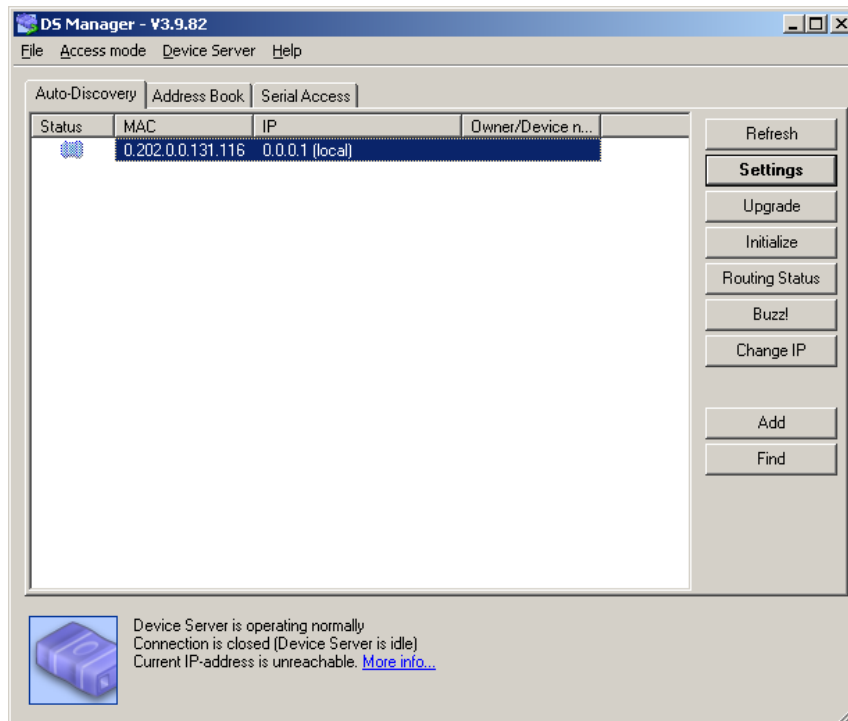 DS Manager - V3.9.82
File Access mode Device Server Help
Auto-Discovery Address Book Serial Access
Status MAC IP Owner/Device n...
0.202.0.0.131.116 0.0.0.1 (local)
Refresh
Settings
Upgrade
Initialize
Routing Status
Buzz!
Change IP
Add
Find
Device Server is operating normally
Connection is closed (Device Server is idle)
Current IP-address is unreachable. More info...